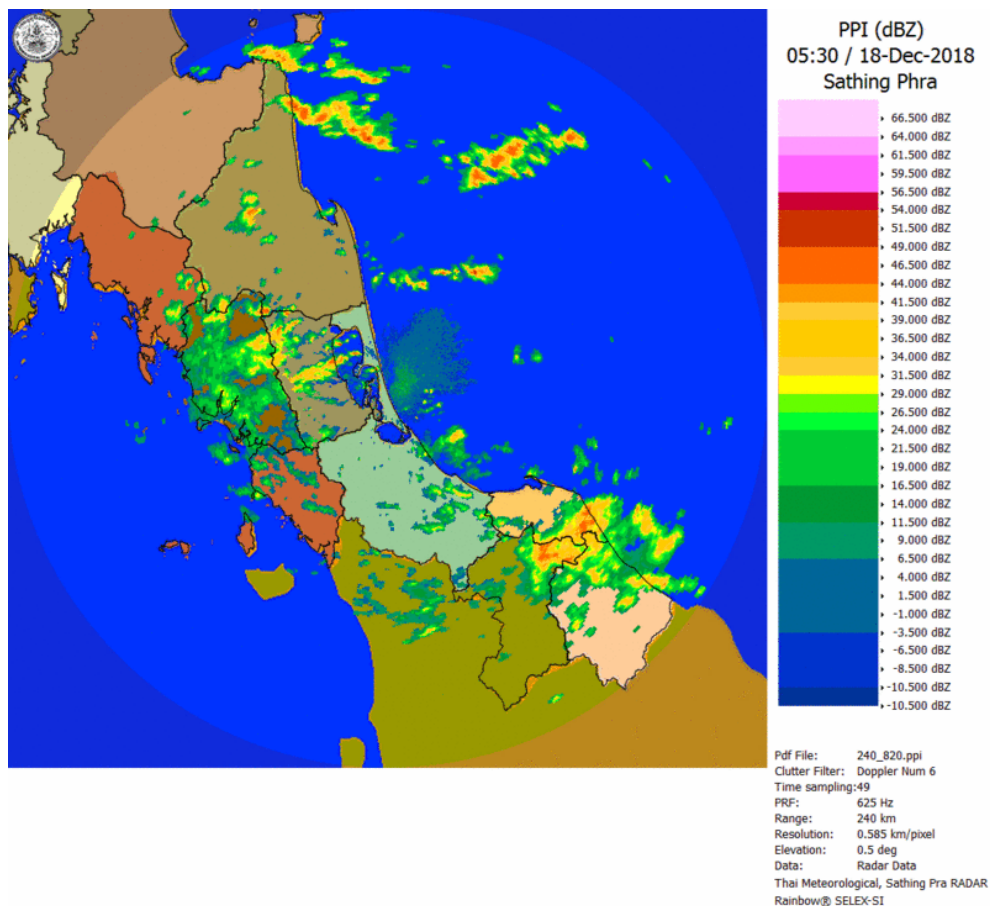 PPI (dBZ)
05:30 / 18-Dec-2018
Sathing Phra
66.500 dBZ
64.000 dBZ
61.500 dBZ
59.500 dBZ
56.500 dBZ
54.000 dBZ
51.500 dBZ
49.000 dBZ
46.500 dBZ
44.000 dBZ
41.500 dBZ
39.000 dBZ
36.500 dBZ
34.000 dBZ
31.500 dBZ
29.000 dBZ
26.500 dBZ
24.000 dBZ
21.500 dBZ
19.000 dBZ
16.500 dBZ
14.000 dBZ
11.500 dBZ
9.000 dBZ
6.500 dBZ
4.000 dBZ
1.500 dBZ
-1.000 dBZ
-3.500 dBZ
-6.500 dBZ
-8.500 dBZ
-10.500 dBZ
-10.500 dBZ
Pdf File: 240_820.ppi
Clutter Filter: Doppler Num 6
Time sampling:49
PRF: 625 Hz
Range: 240 km
Resolution: 0.585 km/pixel
Elevation: 0.5 deg
Data: Radar Data
Thai Meteorological, Sathing Pra RADAR
Rainbow® SELEX-SI